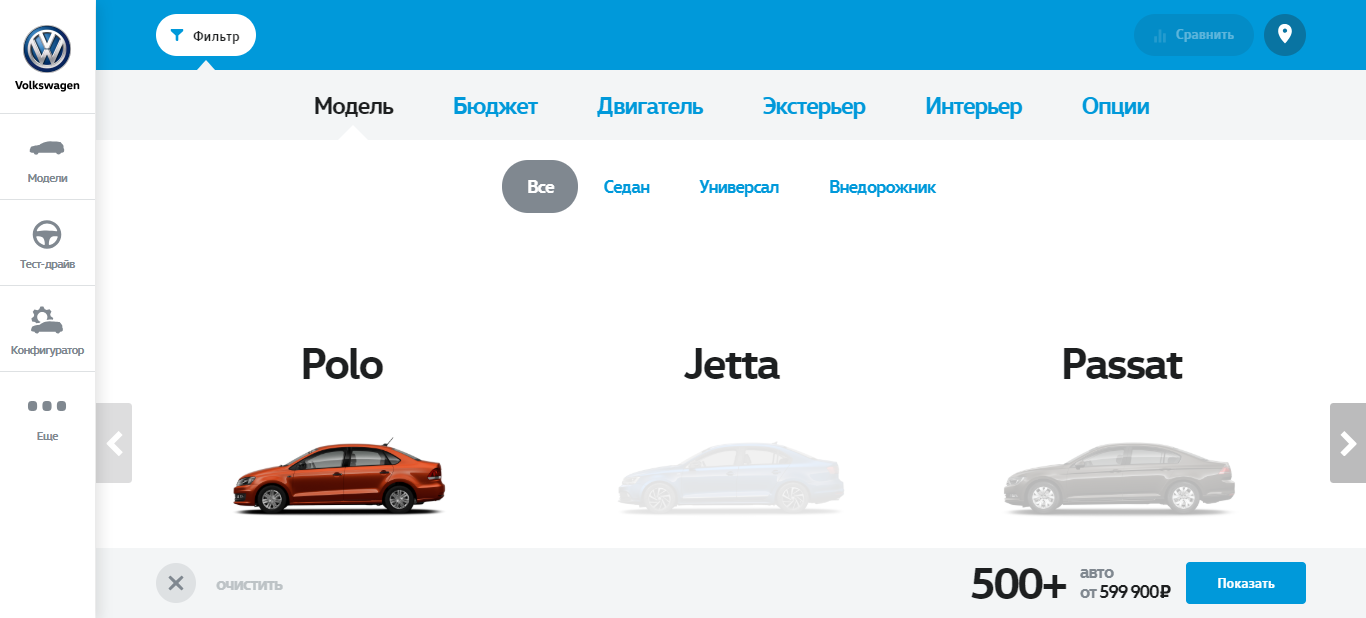 Фильтр
Сравнить
Volkswagen
Модель
Бюджет
Двигатель
Экстерьер
Интерьер
Опции
Модели
Тест-драйв
Конфигуратор
Еще
Все
Седан
Универсал
Внедорожник
Polo
Jetta
Passat
очистить
500+
авто
от 599 900₽
Показать